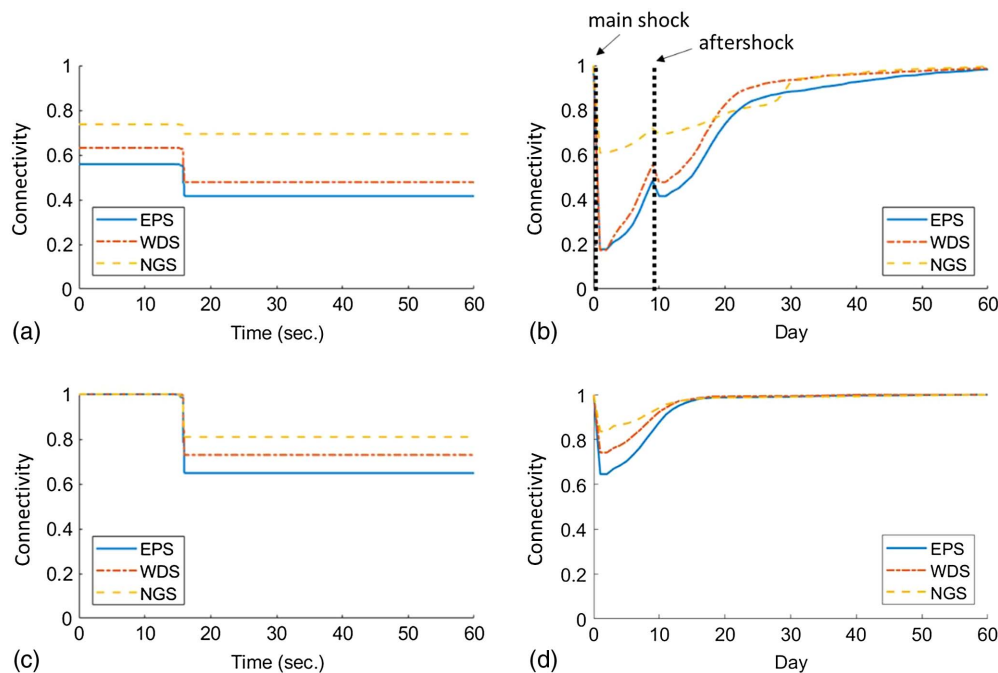 main shock
aftershock
1
0.8
0.6
0.4
0.2
0
Connectivity
EPS
WDS
NGS
0 10 20 30 40 50 60
Time (sec.)
(a)
1
0.8
0.6
0.4
0.2
0
Connectivity
EPS
WDS
NGS
0 10 20 30 40 50 60
Day
(b)
1
0.8
0.6
0.4
0.2
0
Connectivity
EPS
WDS
NGS
0 10 20 30 40 50 60
Time (sec.)
(c)
1
0.8
0.6
0.4
0.2
0
Connectivity
EPS
WDS
NGS
0 10 20 30 40 50 60
Day
(d)